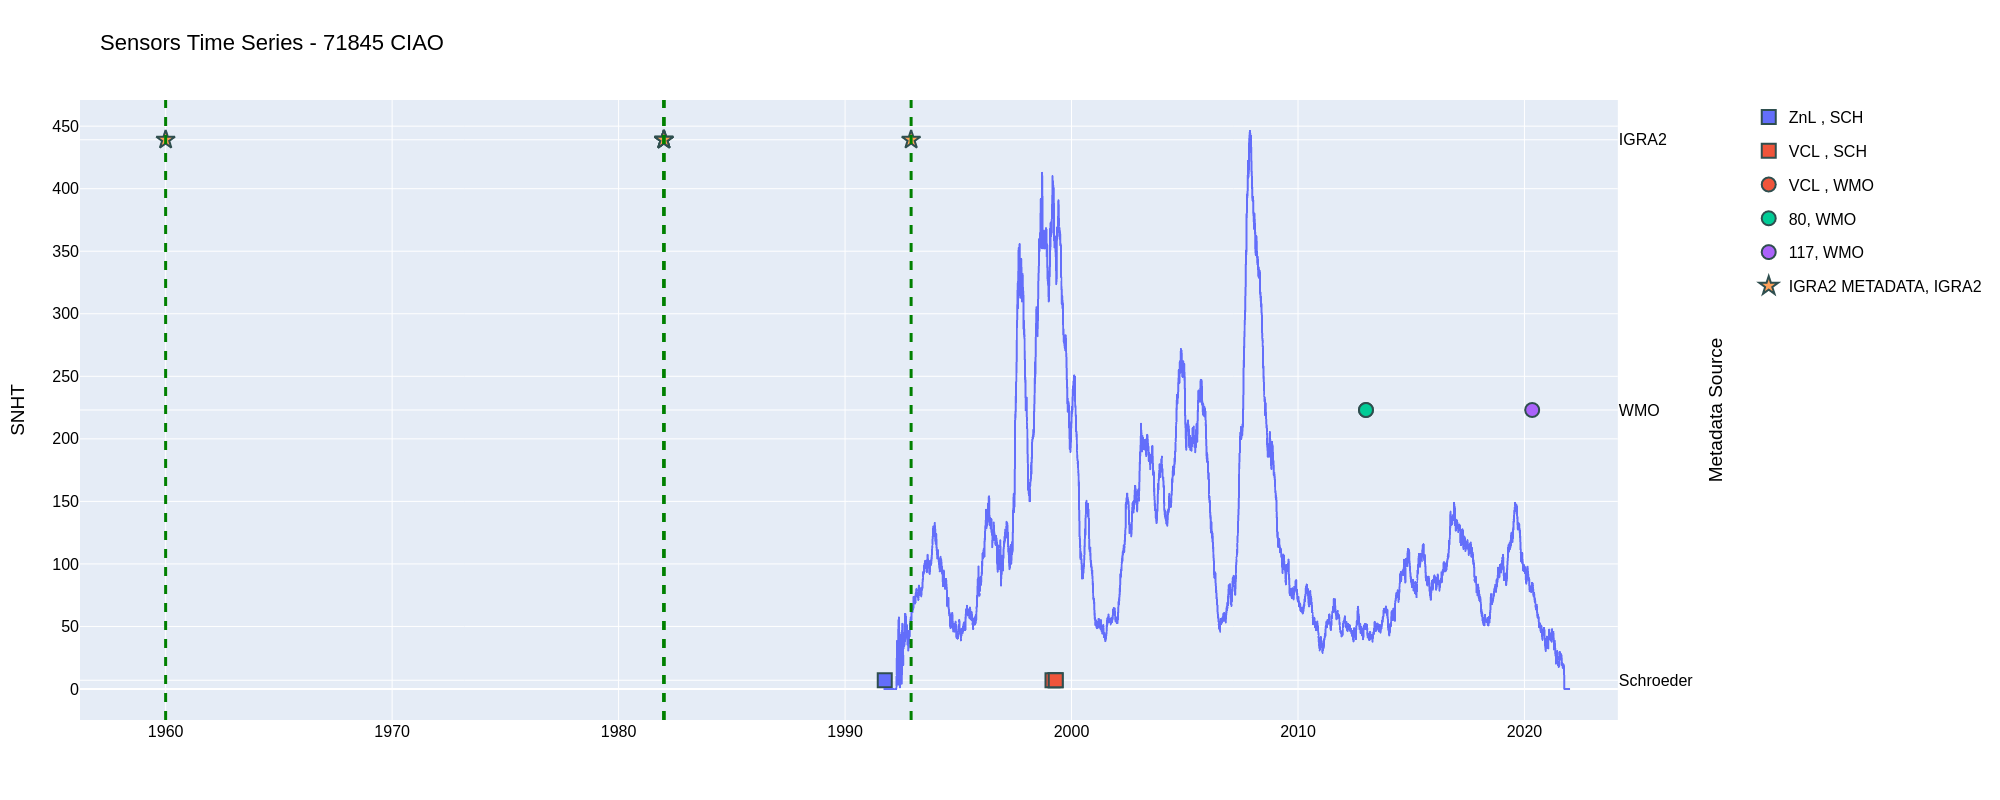 Sensors Time Series - 71845 CIAO
SNHT
450
400
350
300
250
200
150
100
50
0
1960
1970
1980
1990
2000
2010
2020
IGRA2
WMO
Schroeder
Metadata Source
ZnL , SCH
VCL , SCH
VCL , WMO
80, WMO
117, WMO
IGRA2 METADATA, IGRA2